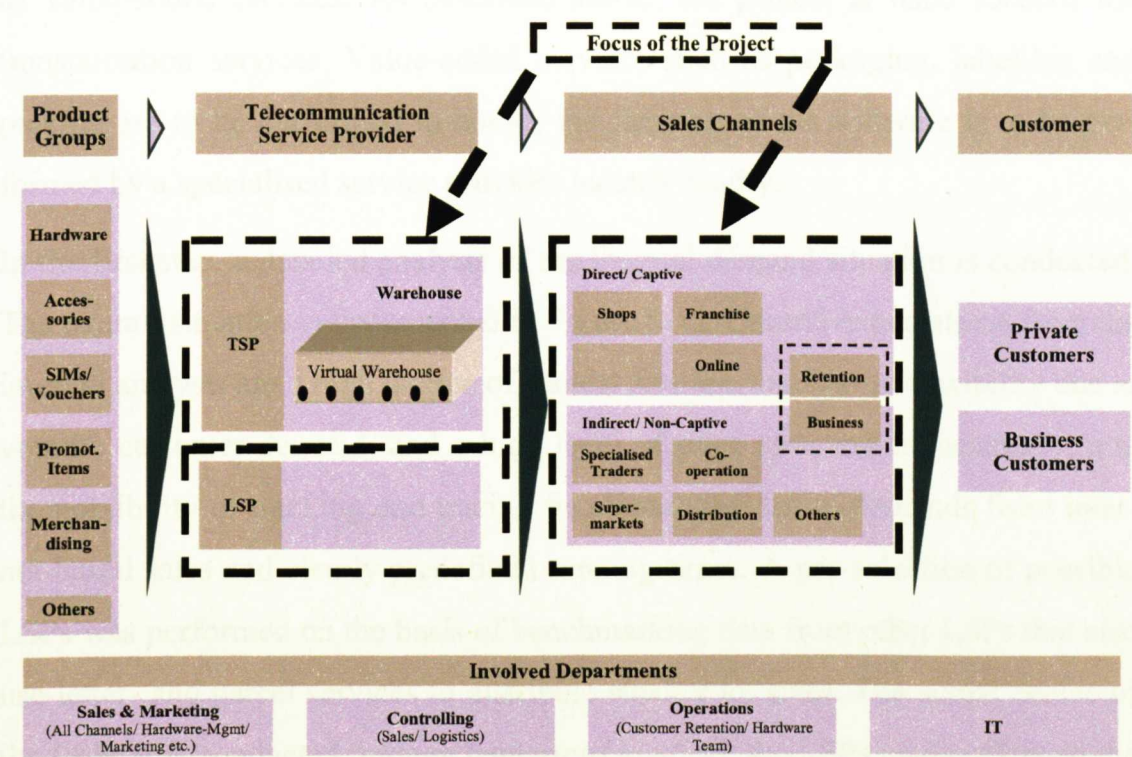 Focus of the Project
Product
Groups
Telecommunication
Service Provider
Sales Channels
Customer
Hardware
Acces-
sories
SIMs/
Vouchers
Promot.
Items
Merchan-
dising
Others
TSP
Warehouse
Virtual Warehouse
LSP
Direct/ Captive
Shops
Franchise
Online
Retention
Business
Indirect/ Non-Captive
Specialised
Traders
Co-
operation
Super-
markets
Distribution
Others
Private
Customers
Business
Customers
Involved Departments
Sales & Marketing
(All Channels/ Hardware-Mgmt/
Marketing etc.)
Controlling
(Sales/ Logistics)
Operations
(Customer Retention/ Hardware
Team)
IT